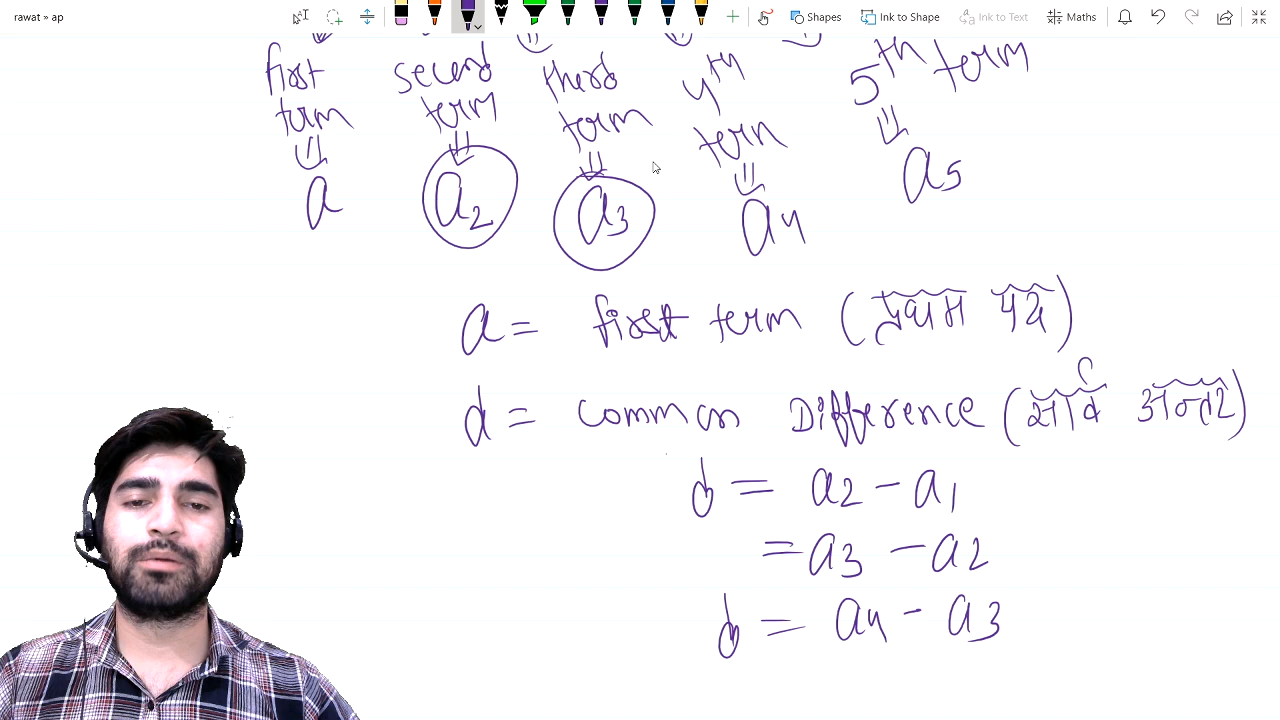 rawat » ap
Shapes Ink to Shape Ink to Text Maths
first second third 4th 5th term
term term term term
a a2 a3 a4 a5
a = first term (प्रथम पद)
d = common Difference (सार्व अन्तर)
d = a2 - a1
= a3 - a2
d = a4 - a3